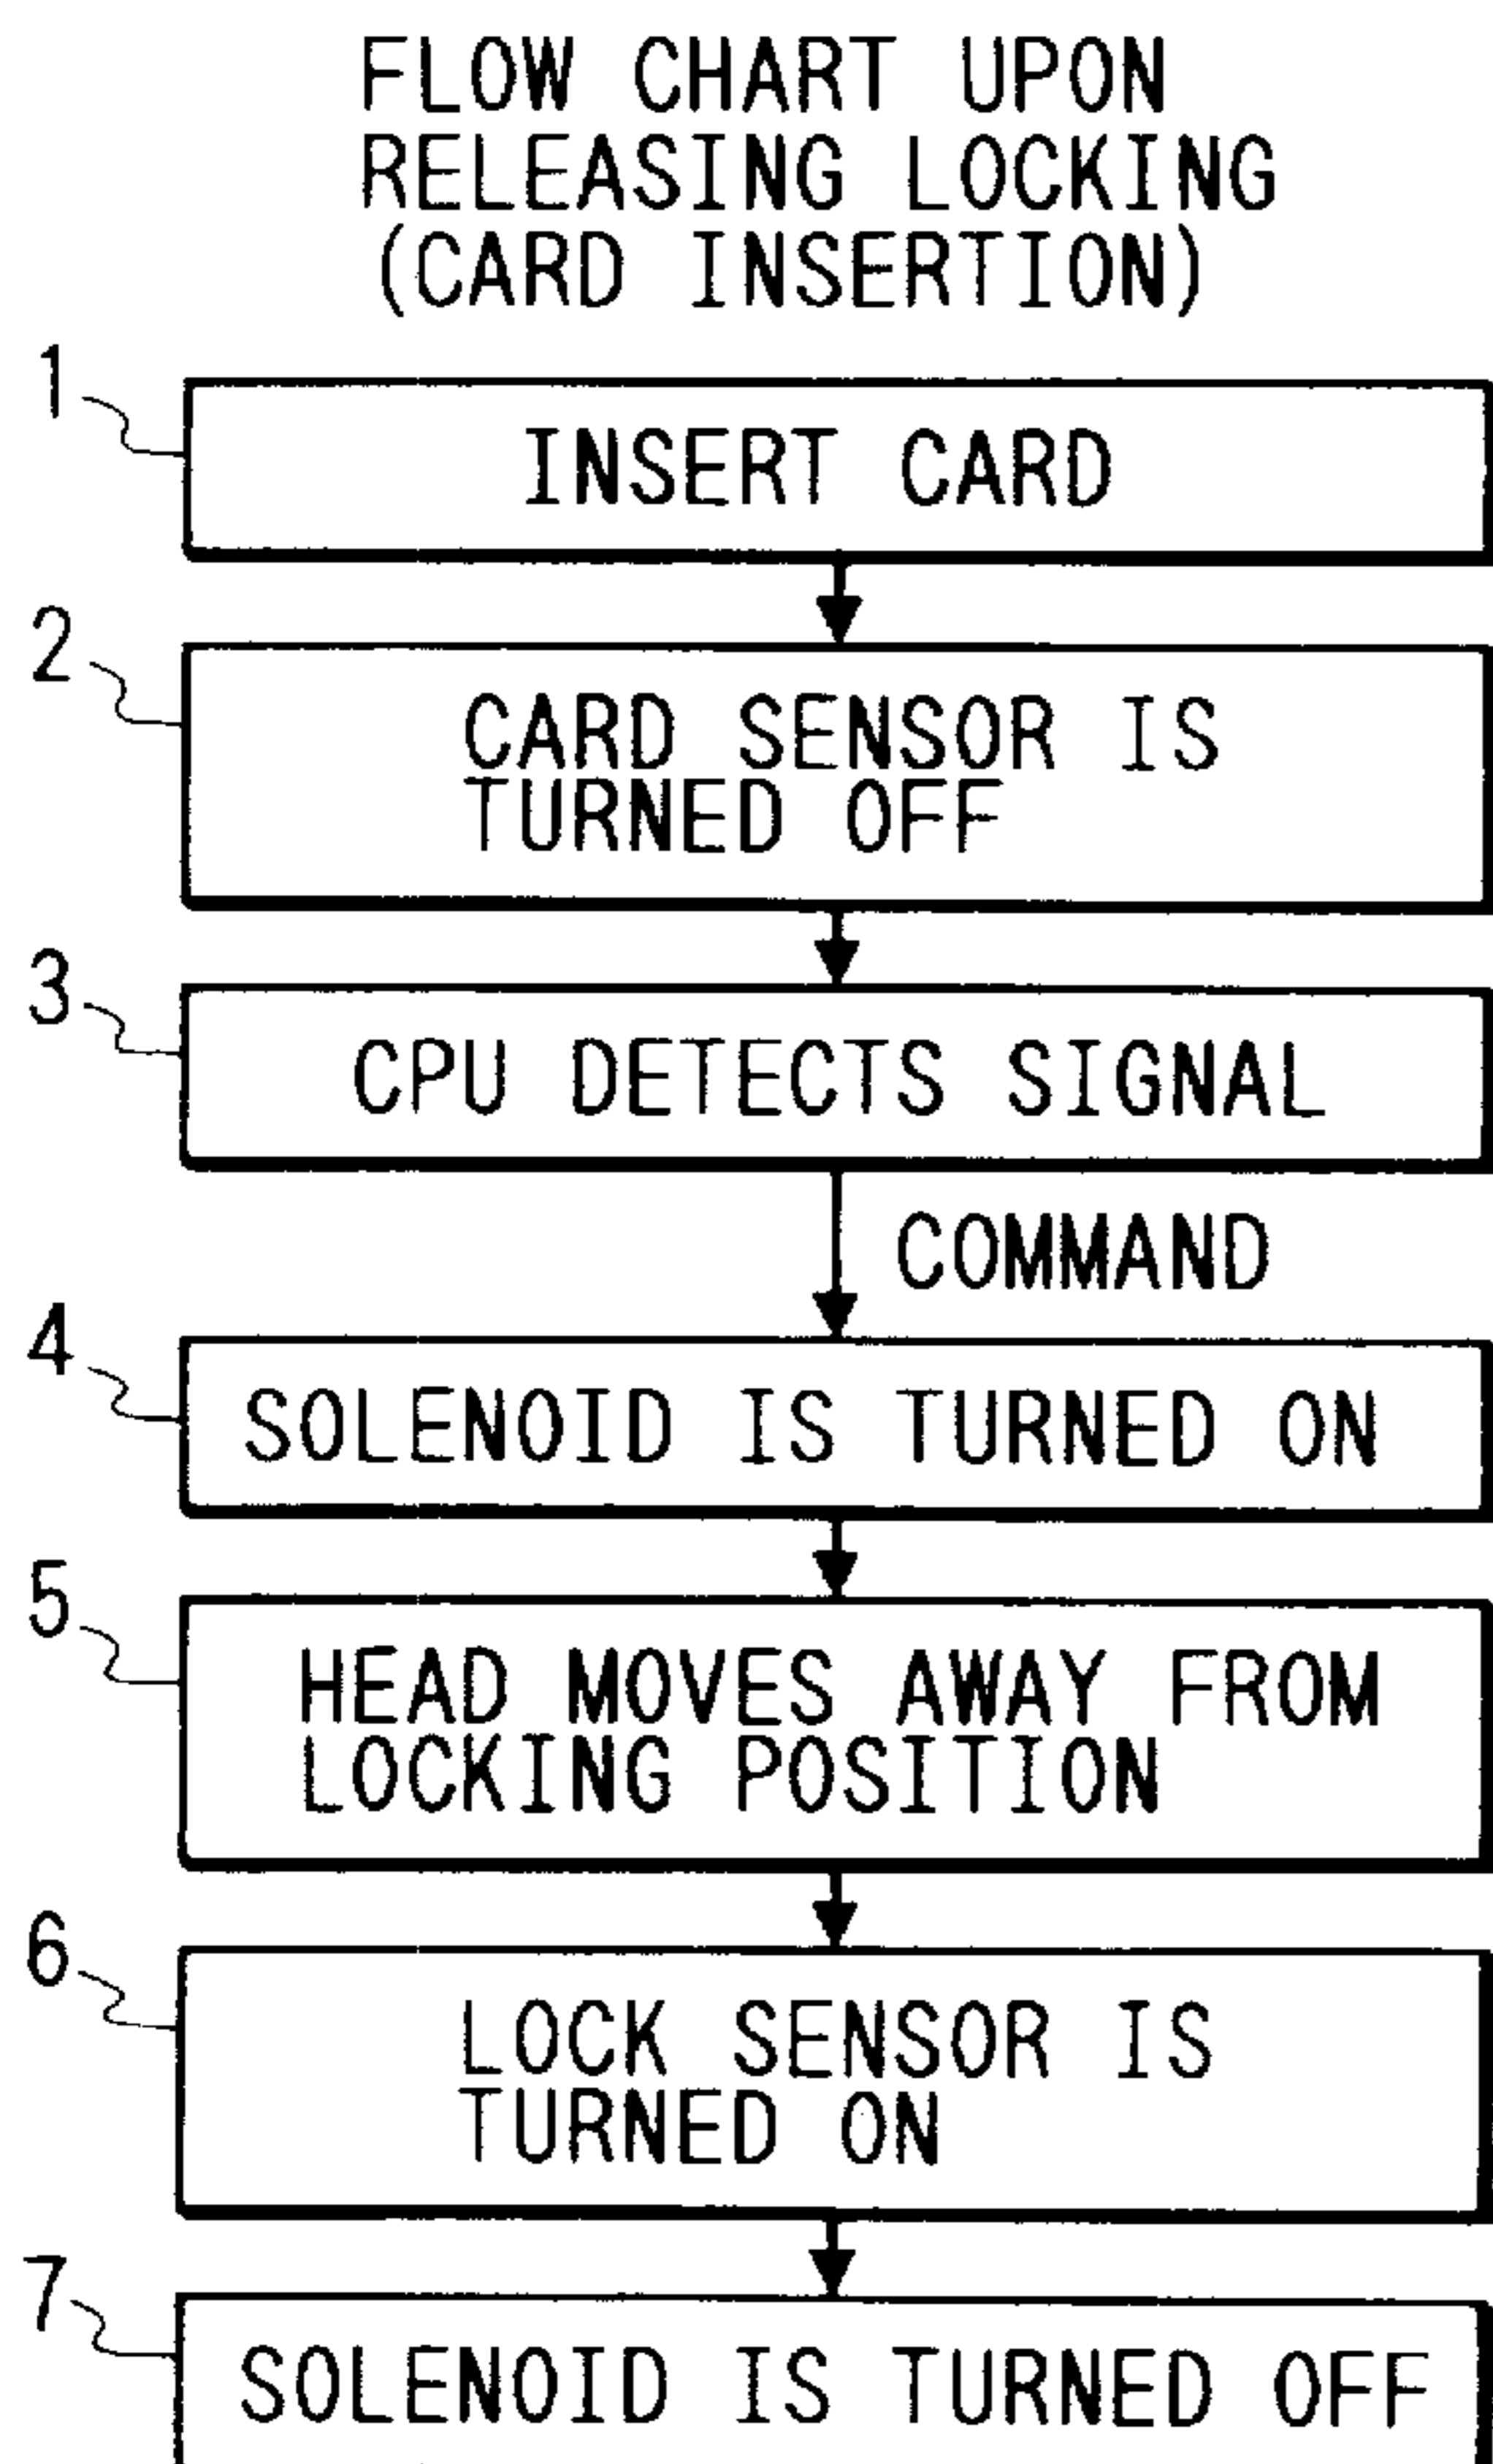 FLOW CHART UPON
RELEASING LOCKING
(CARD INSERTION)
1
INSERT CARD
2
CARD SENSOR IS
TURNED OFF
3
CPU DETECTS SIGNAL
COMMAND
4
SOLENOID IS TURNED ON
5
HEAD MOVES AWAY FROM
LOCKING POSITION
6
LOCK SENSOR IS
TURNED ON
7
SOLENOID IS TURNED OFF